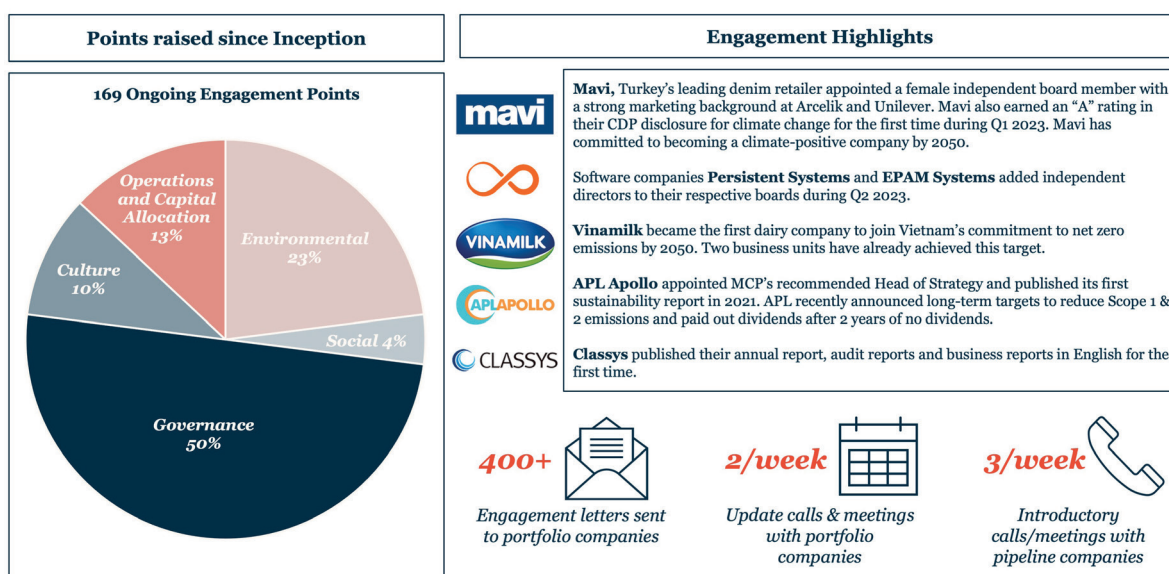 Points raised since Inception
169 Ongoing Engagement Points
Operations
and Capital
Allocation
13%
Environmental
23%
Culture
10%
Social 4%
Governance
50%
Engagement Highlights
mavi
Mavi, Turkey's leading denim retailer appointed a female independent board member with
a strong marketing background at Arcelik and Unilever. Mavi also earned an “A” rating in
their CDP disclosure for climate change for the first time during Q1 2023. Mavi has
committed to becoming a climate-positive company by 2050.
Software companies Persistent Systems and EPAM Systems added independent
directors to their respective boards during Q2 2023.
VINAMILK
Vinamilk became the first dairy company to join Vietnam's commitment to net zero
emissions by 2050. Two business units have already achieved this target.
APL APOLLO
APL Apollo appointed MCP's recommended Head of Strategy and published its first
sustainability report in 2021. APL recently announced long-term targets to reduce Scope 1 &
2 emissions and paid out dividends after 2 years of no dividends.
CLASSYS
Classys published their annual report, audit reports and business reports in English for the
first time.
400+
Engagement letters sent
to portfolio companies
2/week
Update calls & meetings
with portfolio
companies
3/week
Introductory
calls/meetings with
pipeline companies